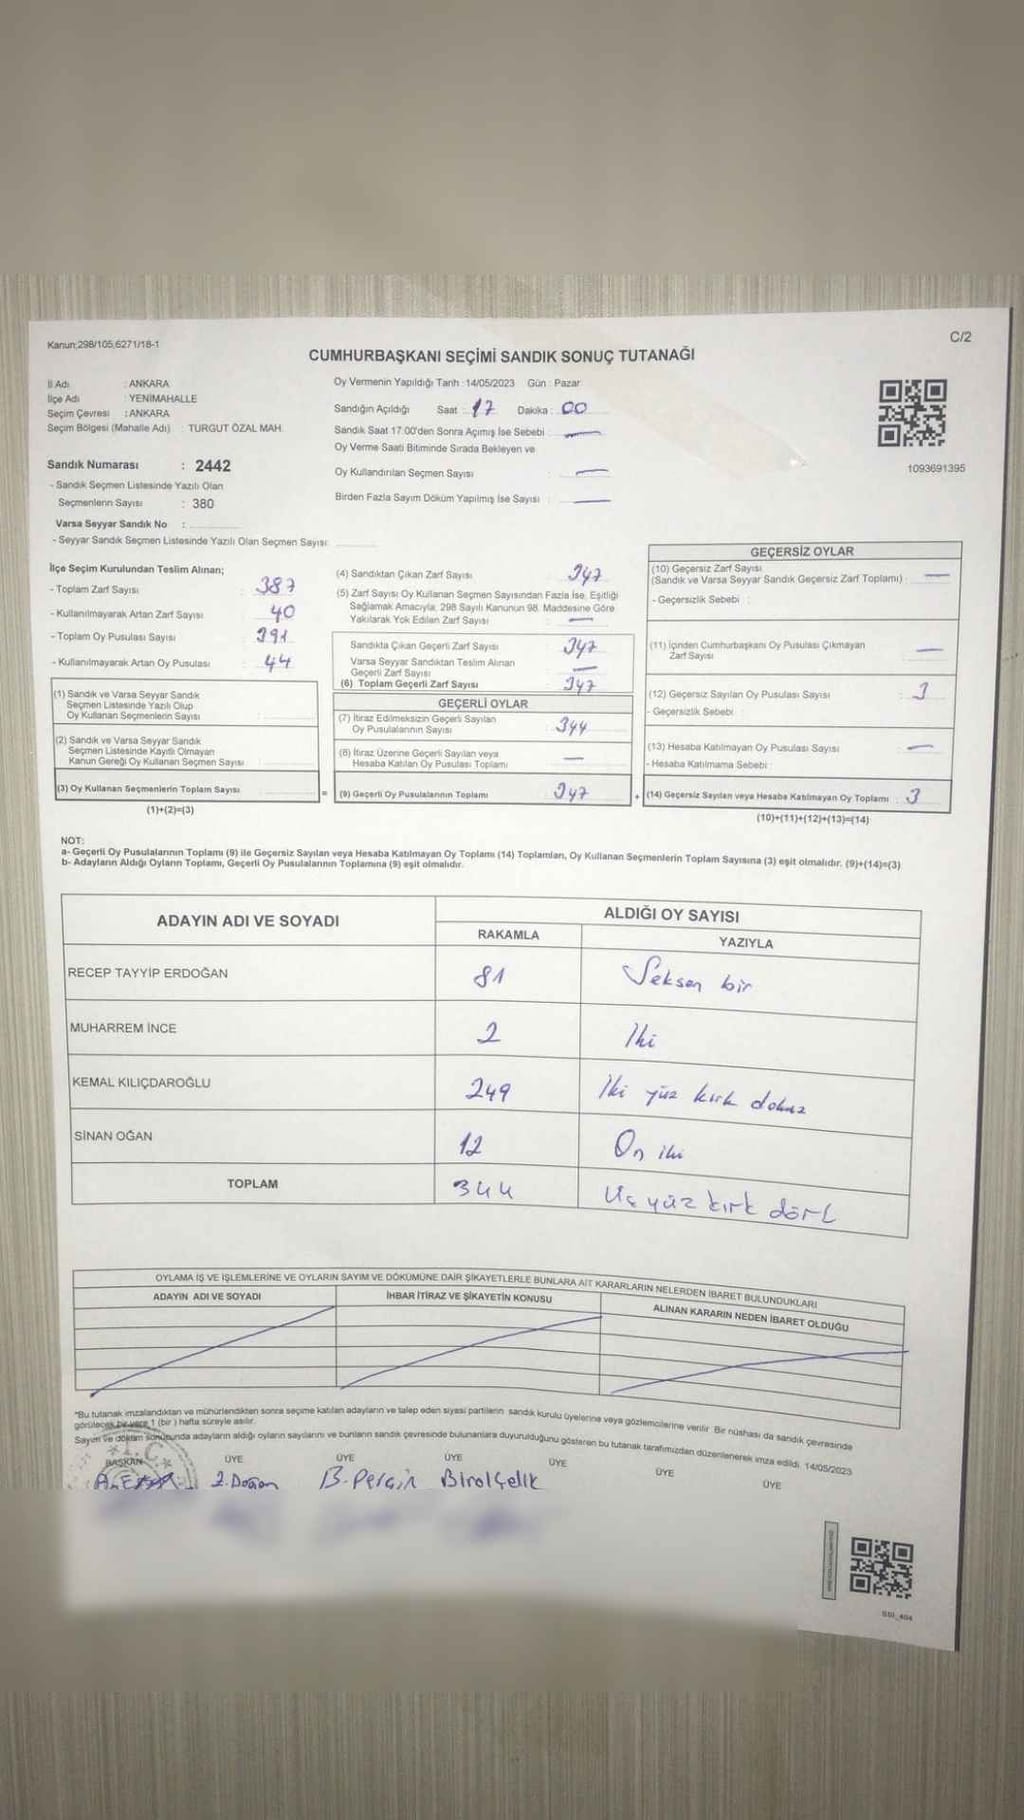 Kanun;298/105,6271/18-1
C/2
CUMHURBAŞKANI SEÇİMİ SANDIK SONUÇ TUTANAĞI
İl Adı : ANKARA
İlçe Adı : YENİMAHALLE
Seçim Çevresi : ANKARA
Seçim Bölgesi (Mahalle Adı) : TURGUT ÖZAL MAH.
Sandık Numarası : 2442
- Sandık Seçmen Listesinde Yazılı Olan
Seçmenlerin Sayısı : 380
Varsa Seyyar Sandık No :
- Seyyar Sandık Seçmen Listesinde Yazılı Olan Seçmen Sayısı:
Oy Vermenin Yapıldığı Tarih :14/05/2023 Gün : Pazar
Sandığın Açıldığı Saat : 17 Dakika : 00
Sandık Saat 17:00'den Sonra Açımış İse Sebebi : —
Oy Verme Saati Bitiminde Sırada Bekleyen ve
Oy Kullandırılan Seçmen Sayısı : —
Birden Fazla Sayım Döküm Yapılmış İse Sayısı : —
1093691395
İlçe Seçim Kurulundan Teslim Alınan;
- Toplam Zarf Sayısı : 387
- Kullanılmayarak Artan Zarf Sayısı : 40
- Toplam Oy Pusulası Sayısı : 391
- Kullanılmayarak Artan Oy Pusulası : 44
(1) Sandık ve Varsa Seyyar Sandık
Seçmen Listesinde Yazılı Olup
Oy Kullanan Seçmenlerin Sayısı :
(2) Sandık ve Varsa Seyyar Sandık
Seçmen Listesinde Kayıtlı Olmayan
Kanun Gereği Oy Kullanan Seçmen Sayısı :
(3) Oy Kullanan Seçmenlerin Toplam Sayısı :
(1)+(2)=(3)
(4) Sandıktan Çıkan Zarf Sayısı : 347
(5) Zarf Sayısı Oy Kullanan Seçmen Sayısından Fazla İse, Eşitliği
Sağlamak Amacıyla, 298 Sayılı Kanunun 98. Maddesine Göre
Yakılarak Yok Edilen Zarf Sayısı : —
Sandıkta Çıkan Geçerli Zarf Sayısı : 347
Varsa Seyyar Sandıktan Teslim Alınan
Geçerli Zarf Sayısı : —
(6) Toplam Geçerli Zarf Sayısı : 347
GEÇERLİ OYLAR
(7) İtiraz Edilmeksizin Geçerli Sayılan
Oy Pusulalarının Sayısı : 344
(8) İtiraz Üzerine Geçerli Sayılan veya
Hesaba Katılan Oy Pusulası Toplamı : —
= (9) Geçerli Oy Pusulalarının Toplamı : 347
GEÇERSİZ OYLAR
(10) Geçersiz Zarf Sayısı
(Sandık ve Varsa Seyyar Sandık Geçersiz Zarf Toplamı) : —
- Geçersizlik Sebebi :
(11) İçinden Cumhurbaşkanı Oy Pusulası Çıkmayan
Zarf Sayısı : —
(12) Geçersiz Sayılan Oy Pusulası Sayısı : 3
- Geçersizlik Sebebi :
(13) Hesaba Katılmayan Oy Pusulası Sayısı : —
- Hesaba Katılmama Sebebi :
+ (14) Geçersiz Sayılan veya Hesaba Katılmayan Oy Toplamı : 3
(10)+(11)+(12)+(13)=(14)
NOT:
a- Geçerli Oy Pusulalarının Toplamı (9) ile Geçersiz Sayılan veya Hesaba Katılmayan Oy Toplamı (14) Toplamları, Oy Kullanan Seçmenlerin Toplam Sayısına (3) eşit olmalıdır. (9)+(14)=(3)
b- Adayların Aldığı Oyların Toplamı, Geçerli Oy Pusulalarının Toplamına (9) eşit olmalıdır.
ADAYIN ADI VE SOYADI
ALDIĞI OY SAYISI
RAKAMLA YAZIYLA
RECEP TAYYİP ERDOĞAN 81 Seksen bir
MUHARREM İNCE 2 İki
KEMAL KILIÇDAROĞLU 249 İki yüz kırk dokuz
SİNAN OĞAN 12 On iki
TOPLAM 344 Üç yüz kırk dört
OYLAMA İŞ VE İŞLEMLERİNE VE OYLARIN SAYIM VE DÖKÜMÜNE DAİR ŞİKAYETLERLE BUNLARA AİT KARARLARIN NELERDEN İBARET BULUNDUKLARI
ADAYIN ADI VE SOYADI İHBAR İTİRAZ VE ŞİKAYETİN KONUSU ALINAN KARARIN NEDEN İBARET OLDUĞU
*Bu tutanak imzalandıktan ve mühürlendikten sonra seçime katılan adayların ve talep eden siyasi partilerin sandık kurulu üyelerine veya gözlemcilerine verilir. Bir nüshası da sandık çevresinde
görülecek bir yere 1 (bir ) hafta süreyle asılır.
Sayım ve döküm sonucunda adayların aldığı oyların sayılarını ve bunların sandık çevresinde bulunanlara duyurulduğunu gösteren bu tutanak tarafımızdan düzenlenerek imza edildi. 14/05/2023
BAŞKAN ÜYE ÜYE ÜYE ÜYE ÜYE ÜYE
B. Perçin Birol Çelik
T.C.